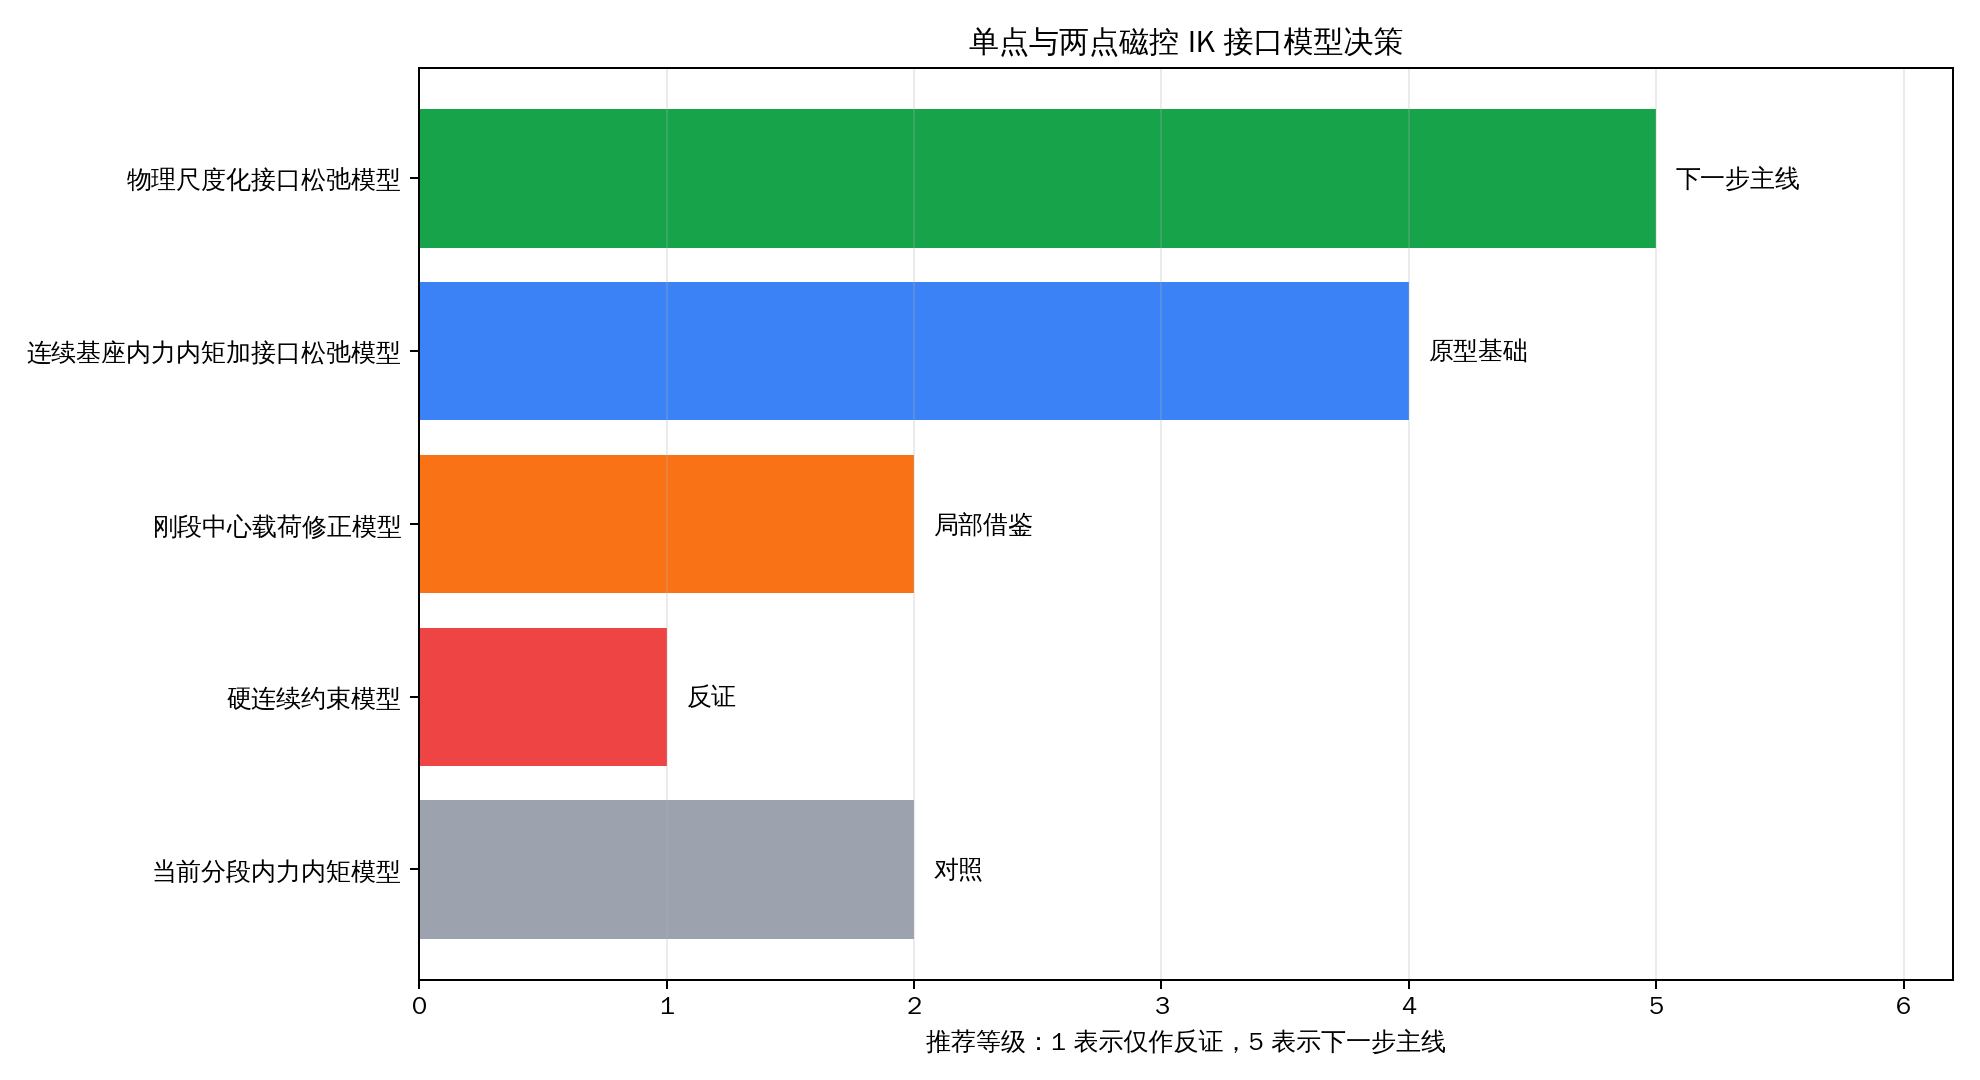 单点与两点磁控 IK 接口模型决策
物理尺度化接口松弛模型
下一步主线
连续基座内力内矩加接口松弛模型
原型基础
刚段中心载荷修正模型
局部借鉴
硬连续约束模型
反证
当前分段内力内矩模型
对照
0 1 2 3 4 5 6
推荐等级：1 表示仅作反证，5 表示下一步主线